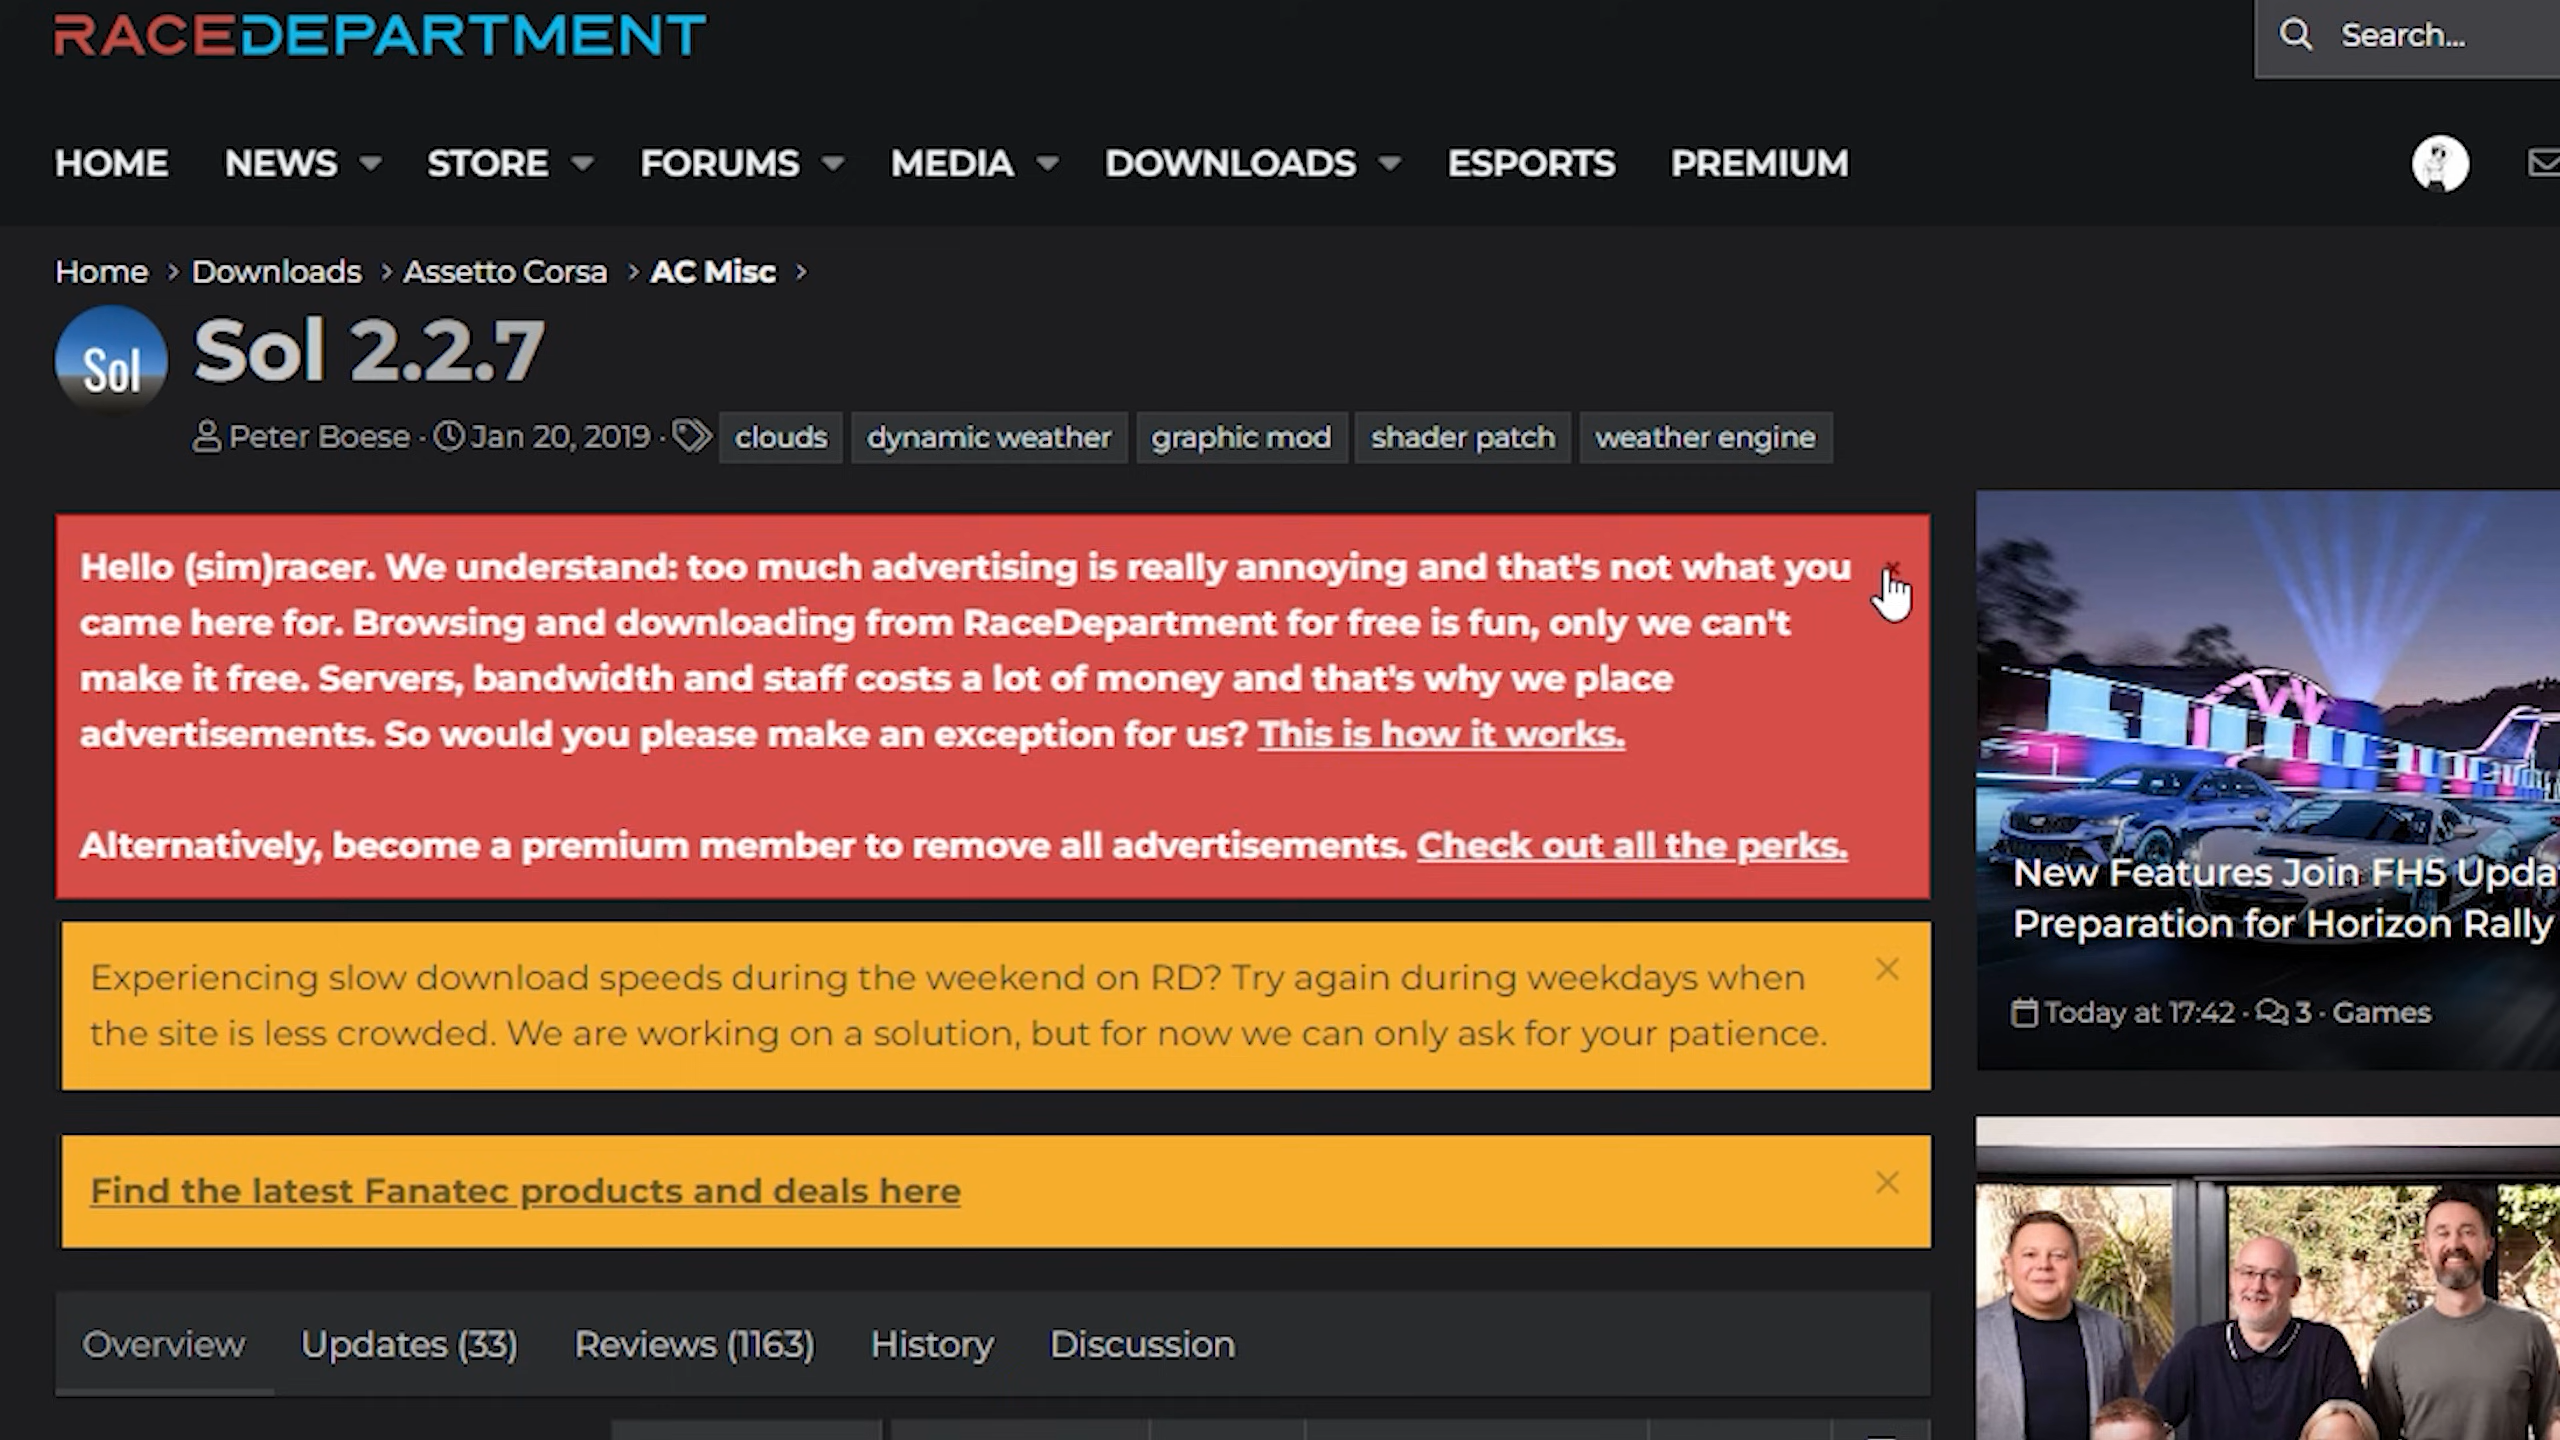 RACEDEPARTMENT
Search...
HOME NEWS STORE FORUMS MEDIA DOWNLOADS ESPORTS PREMIUM
Home > Downloads > Assetto Corsa > AC Misc >
Sol
Sol 2.2.7
Peter Boese · Jan 20, 2019 · clouds dynamic weather graphic mod shader patch weather engine
Hello (sim)racer. We understand: too much advertising is really annoying and that's not what you
came here for. Browsing and downloading from RaceDepartment for free is fun, only we can't
make it free. Servers, bandwidth and staff costs a lot of money and that's why we place
advertisements. So would you please make an exception for us? This is how it works.
Alternatively, become a premium member to remove all advertisements. Check out all the perks.
Experiencing slow download speeds during the weekend on RD? Try again during weekdays when
the site is less crowded. We are working on a solution, but for now we can only ask for your patience.
Find the latest Fanatec products and deals here
Overview Updates (33) Reviews (1163) History Discussion
New Features Join FH5 Upda
Preparation for Horizon Rally
Today at 17:42 · 3 · Games